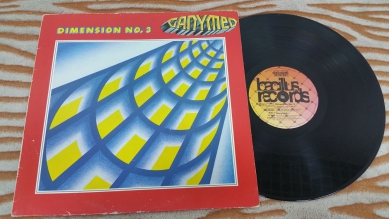 DIMENSION NO. 3
GANYMED
bacillus
records